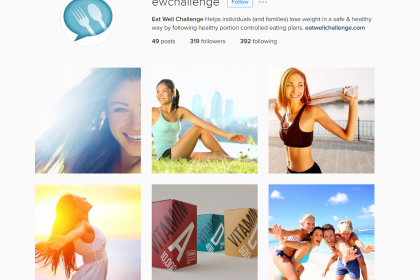 ewchallenge Follow
Eat Well Challenge Helps individuals (and families) lose weight in a safe & healthy
way by following healthy portion controlled eating plans. eatwellchallenge.com
49 posts 319 followers 392 following
VITAMIN
A
VITAMIN
D
VITAMIN